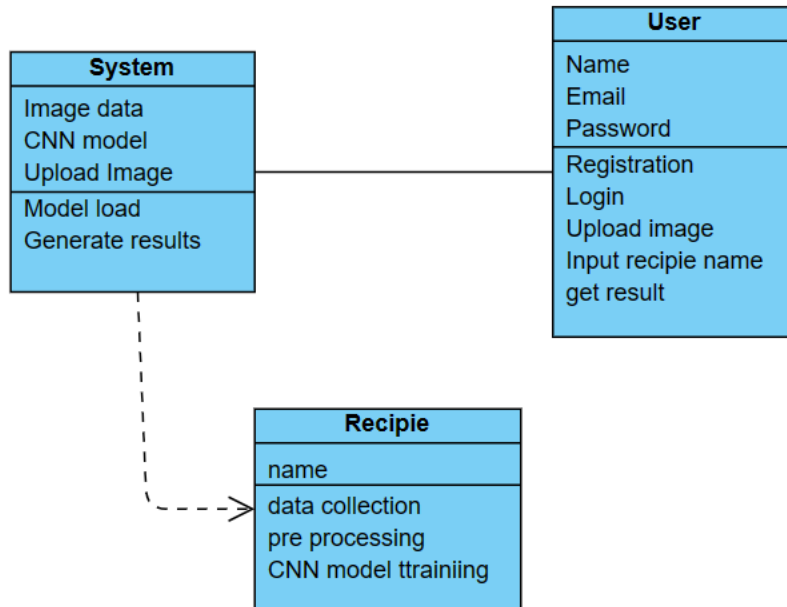 System
Image data
CNN model
Upload Image
Model load
Generate results
User
Name
Email
Password
Registration
Login
Upload image
Input recipie name
get result
Recipie
name
data collection
pre processing
CNN model ttrainiing